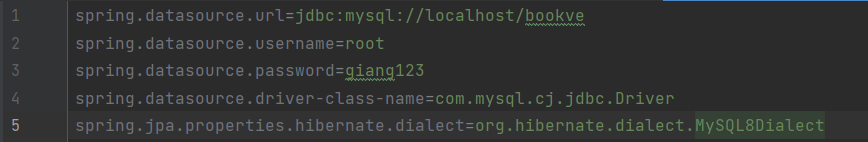 1 spring.datasource.url=jdbc:mysql://localhost/bookve
2 spring.datasource.username=root
3 spring.datasource.password=qiang123
4 spring.datasource.driver-class-name=com.mysql.cj.jdbc.Driver
5 spring.jpa.properties.hibernate.dialect=org.hibernate.dialect.MySQL8Dialect